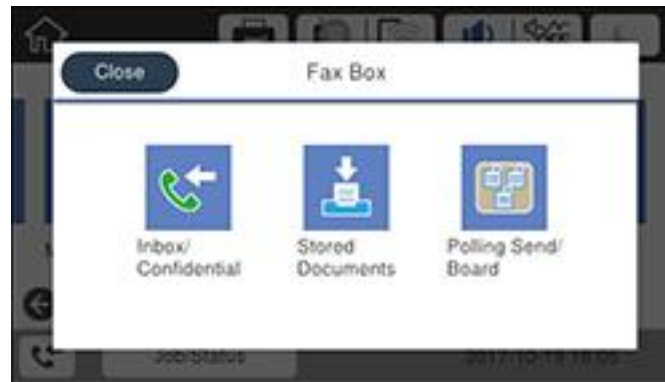 Close
Fax Box
Inbox/
Confidential
Stored
Documents
Polling Send/
Board
Job/Status